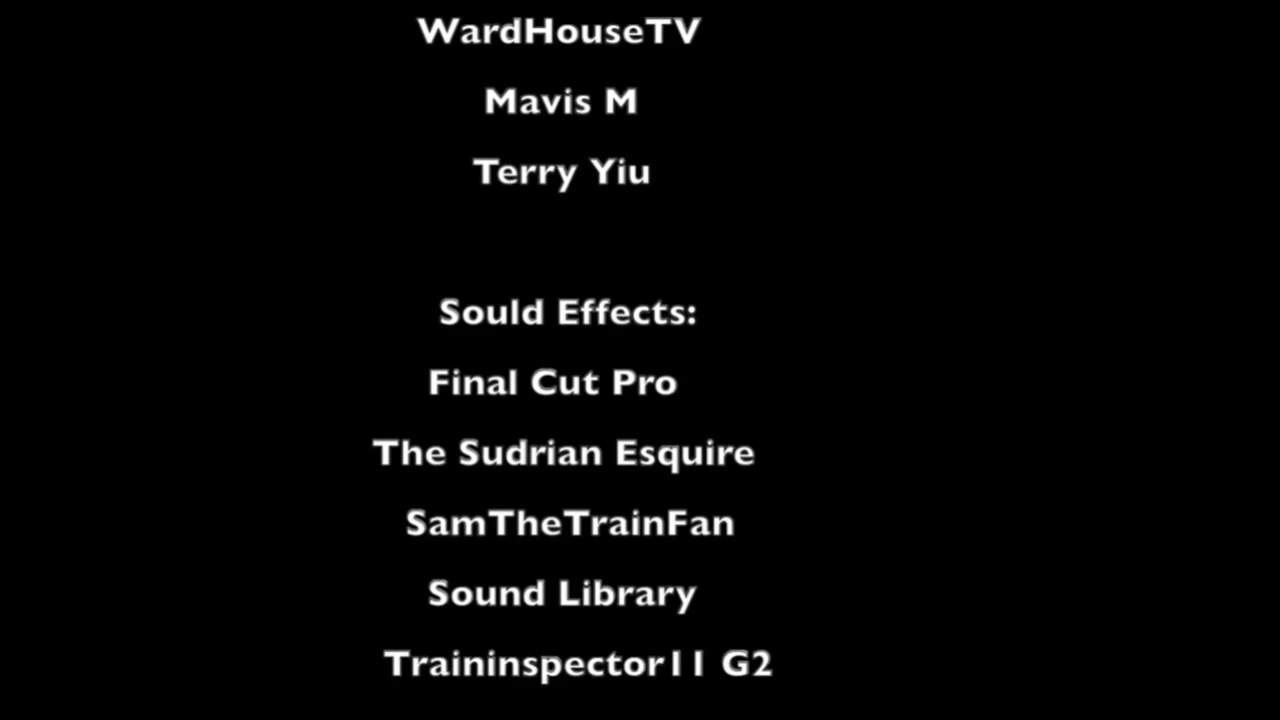 WardHouseTV
Mavis M
Terry Yiu
Sould Effects:
Final Cut Pro
The Sudrian Esquire
SamTheTrainFan
Sound Library
Traininspector11 G2